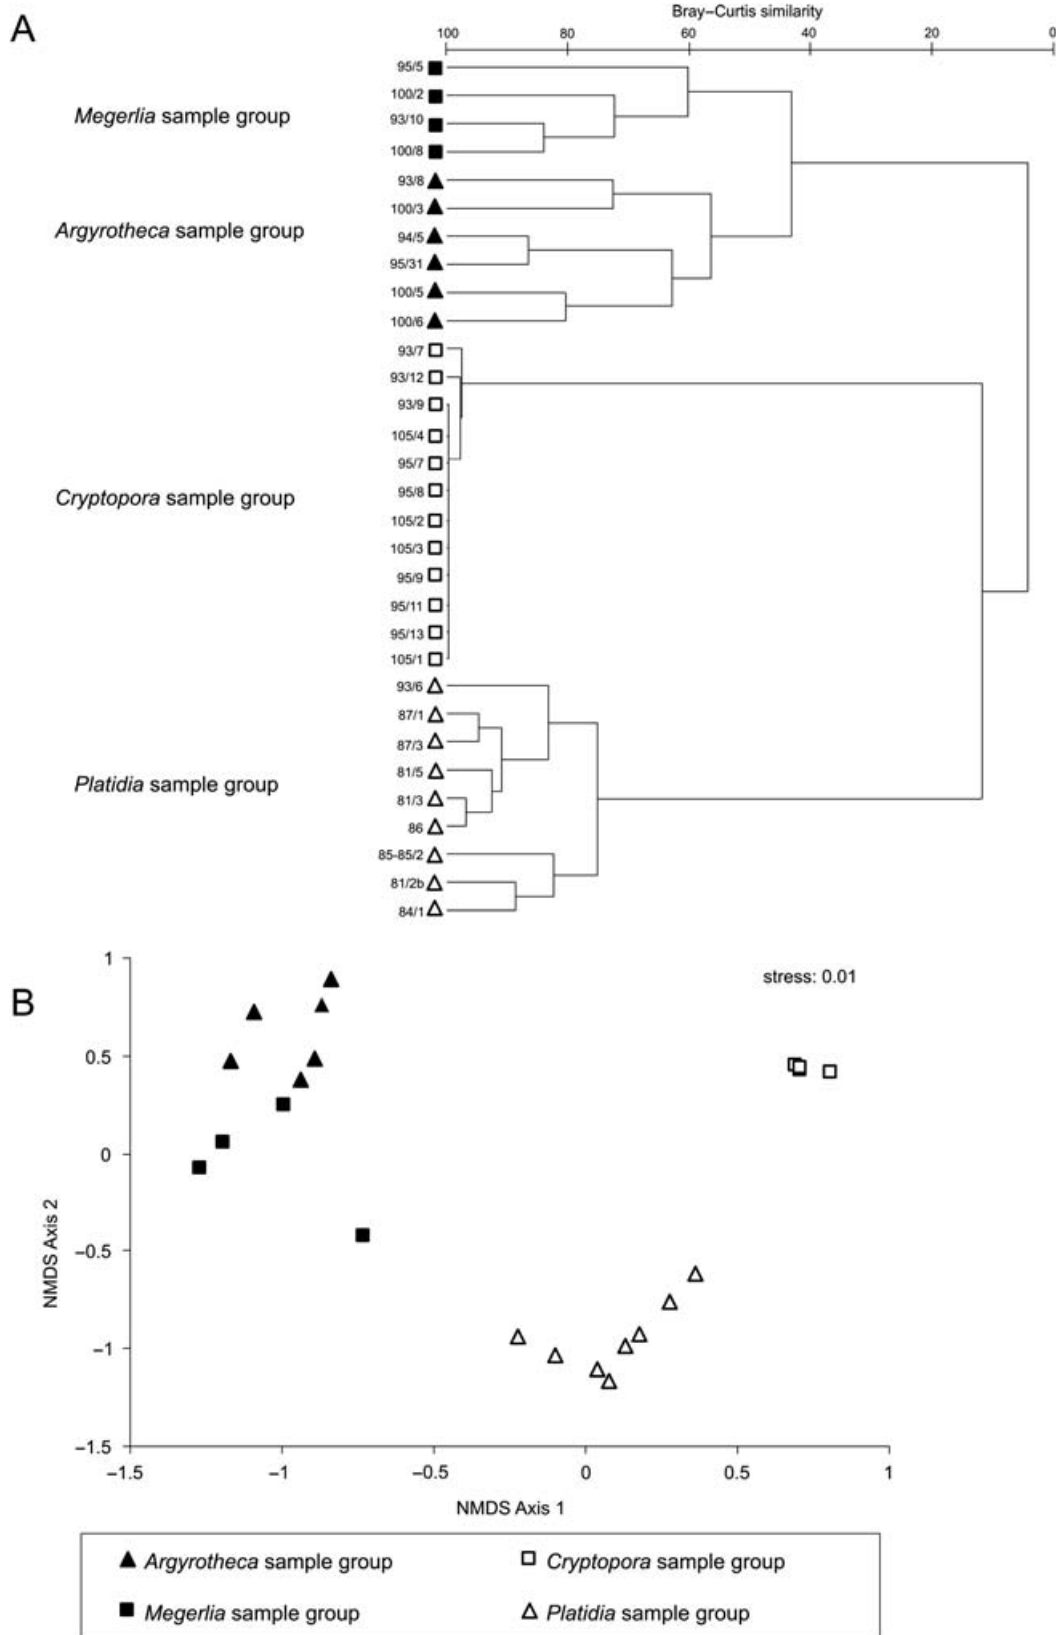 A
Bray–Curtis similarity
100 80 60 40 20 0
95/5
100/2
Megerlia sample group
93/10
100/8
93/8
100/3
Argyrotheca sample group
94/5
95/31
100/5
100/6
93/7
93/12
93/9
105/4
95/7
95/8
Cryptopora sample group
105/2
105/3
95/9
95/11
95/13
105/1
93/6
87/1
87/3
81/5
Platidia sample group
81/3
86
85-85/2
81/2b
84/1
B
1
stress: 0.01
0.5
0
−0.5
−1
−1.5
NMDS Axis 2
−1.5 −1 −0.5 0 0.5 1
NMDS Axis 1
Argyrotheca sample group
Cryptopora sample group
Megerlia sample group
Platidia sample group